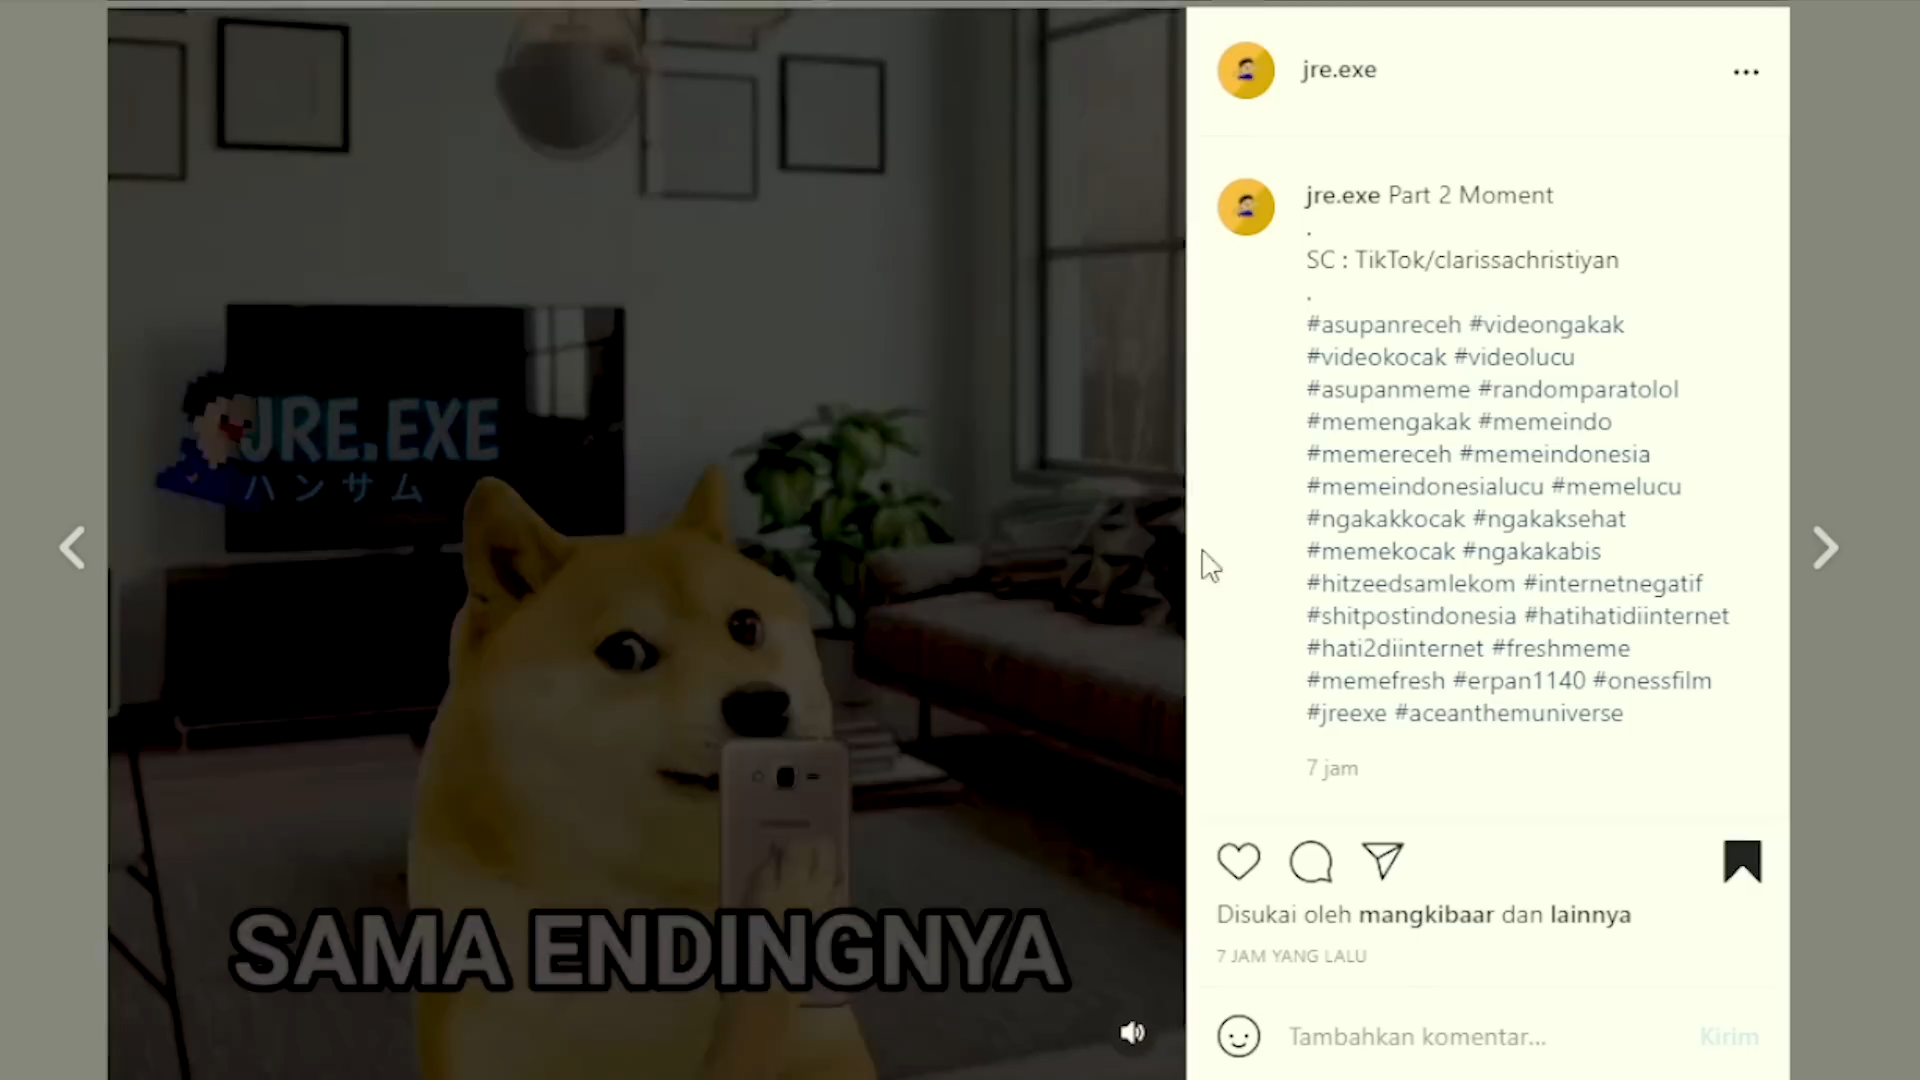 JRE.EXE
ハンサム
SAMA ENDINGNYA
jre.exe
jre.exe Part 2 Moment
.
SC : TikTok/clarissachristiyan
.
#asupanreceh #videongakak
#videokocak #videolucu
#asupanmeme #randomparatolol
#memengakak #memeindo
#memereceh #memeindonesia
#memeindonesialucu #memelucu
#ngakakkocak #ngakaksehat
#memekocak #ngakakabis
#hitzeedsamlekom #internetnegatif
#shitpostindonesia #hatihatidiinternet
#hati2diinternet #freshmeme
#memefresh #erpan1140 #onessfilm
#jreexe #aceanthemuniverse
7 jam
Disukai oleh mangkibaar dan lainnya
7 JAM YANG LALU
Tambahkan komentar...
Kirim